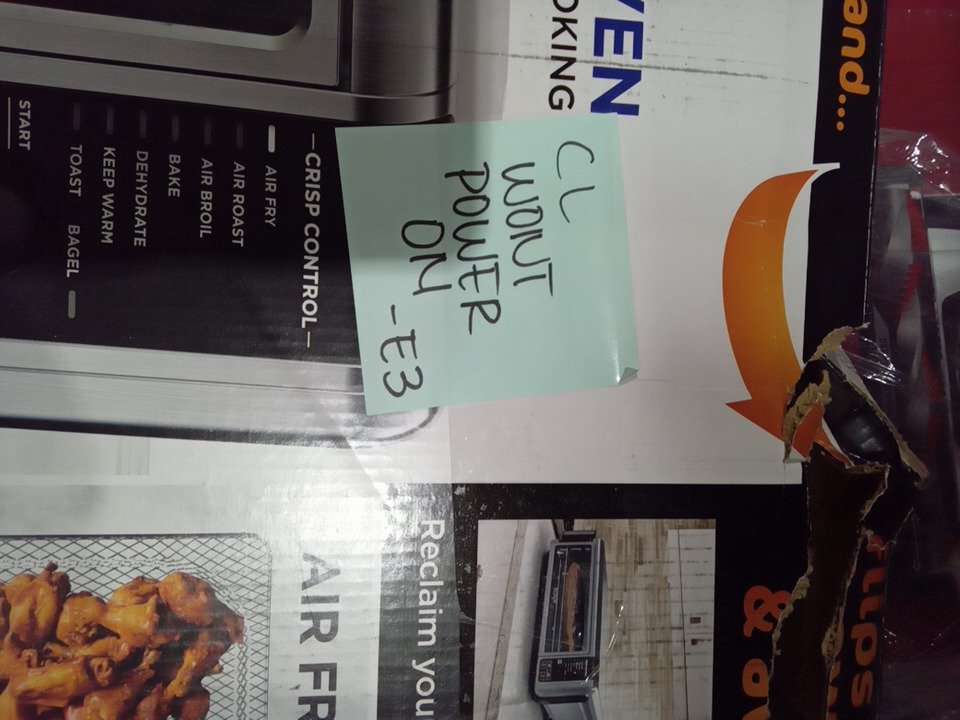 and...
VEN
OKING
CL
WONT
POWER
ON -E3
CRISP CONTROL
AIR FRY
AIR ROAST
AIR BROIL
BAKE
DEHYDRATE
KEEP WARM
TOAST BAGEL
START
Reclaim you
AIR FR
&